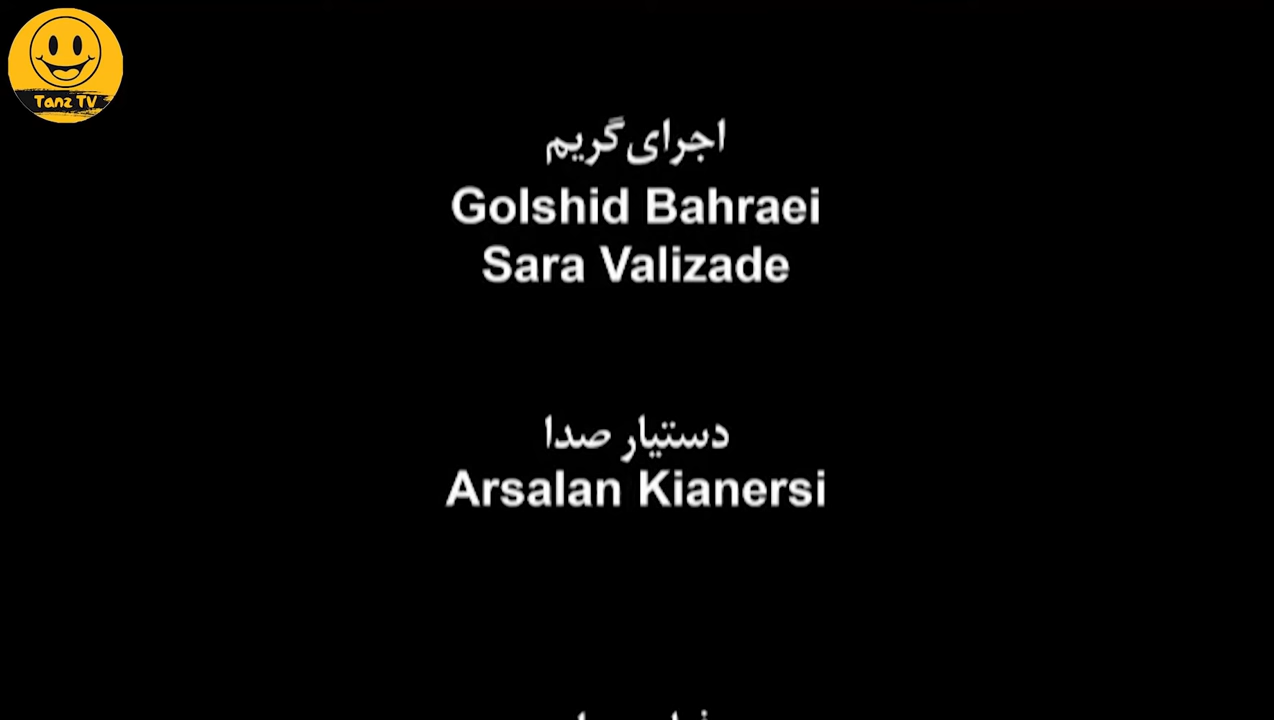 Tanz TV
اجرای گریم
Golshid Bahraei
Sara Valizade
دستیار صدا
Arsalan Kianersi